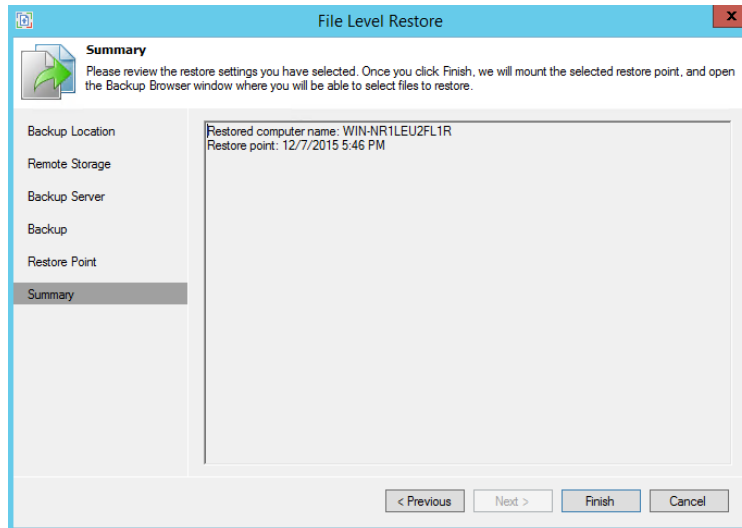 File Level Restore
x
Summary
Please review the restore settings you have selected. Once you click Finish, we will mount the selected restore point, and open
the Backup Browser window where you will be able to select files to restore.
Backup Location
Remote Storage
Backup Server
Backup
Restore Point
Summary
Restored computer name: WIN-NR1LEU2FL1R
Restore point: 12/7/2015 5:46 PM
< Previous
Next >
Finish
Cancel